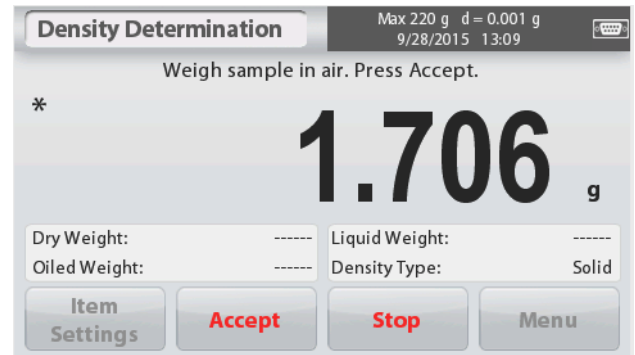 Density Determination
Max 220 g d = 0.001 g
9/28/2015 13:09
Weigh sample in air. Press Accept.
*
1.706 g
Dry Weight: ------ Liquid Weight: ------
Oiled Weight: ------ Density Type: Solid
Item Settings
Accept
Stop
Menu